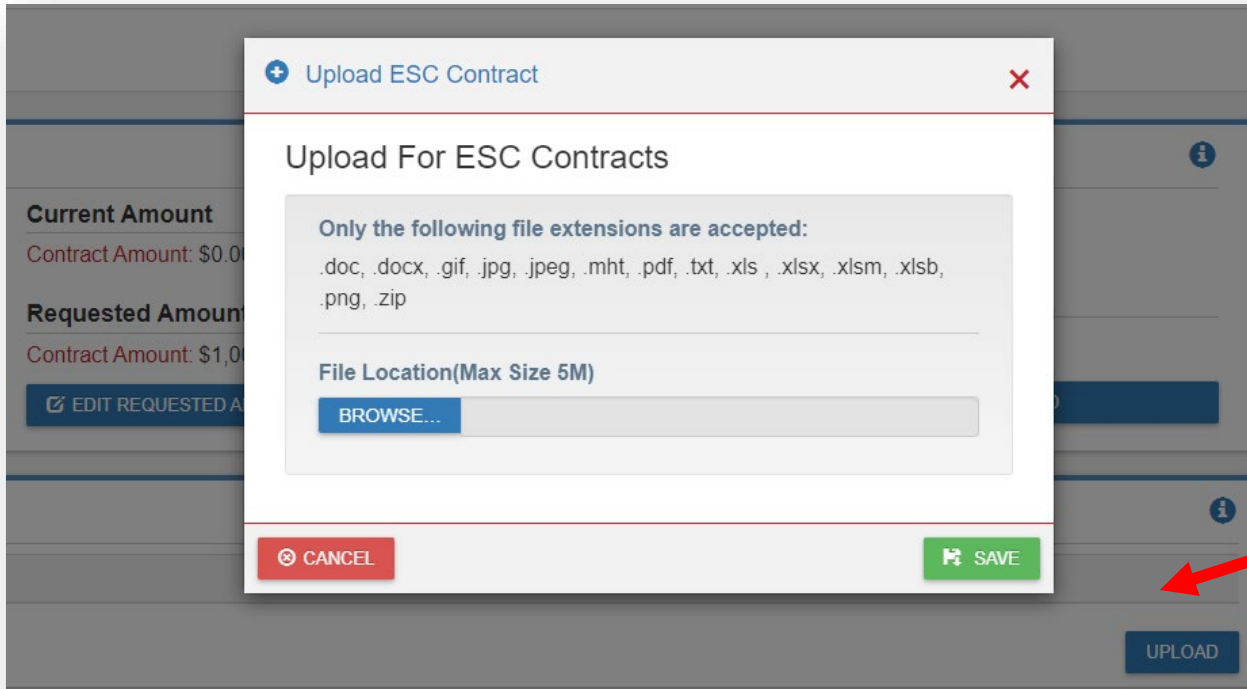 Upload ESC Contract
Upload For ESC Contracts
Current Amount
Only the following file extensions are accepted:
Contract Amount: $0.00
.doc, .docx, .gif, .jpg, .jpeg, .mht, .pdf, .txt, .xls , .xlsx, .xlsm, .xlsb,
.png, .zip
Requested Amount
Contract Amount: $1,00
File Location(Max Size 5M)
EDIT REQUESTED A
BROWSE...
CANCEL
SAVE
UPLOAD